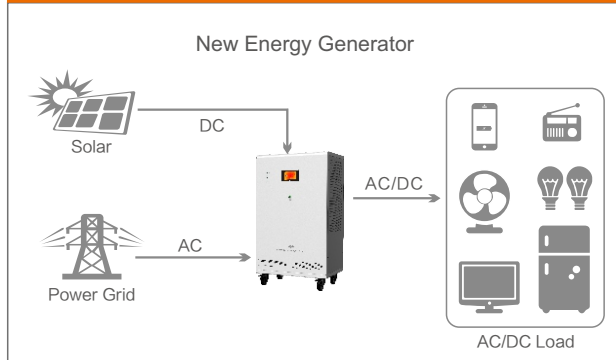 New Energy Generator
Solar
DC
AC/DC
AC
Power Grid
AC/DC Load